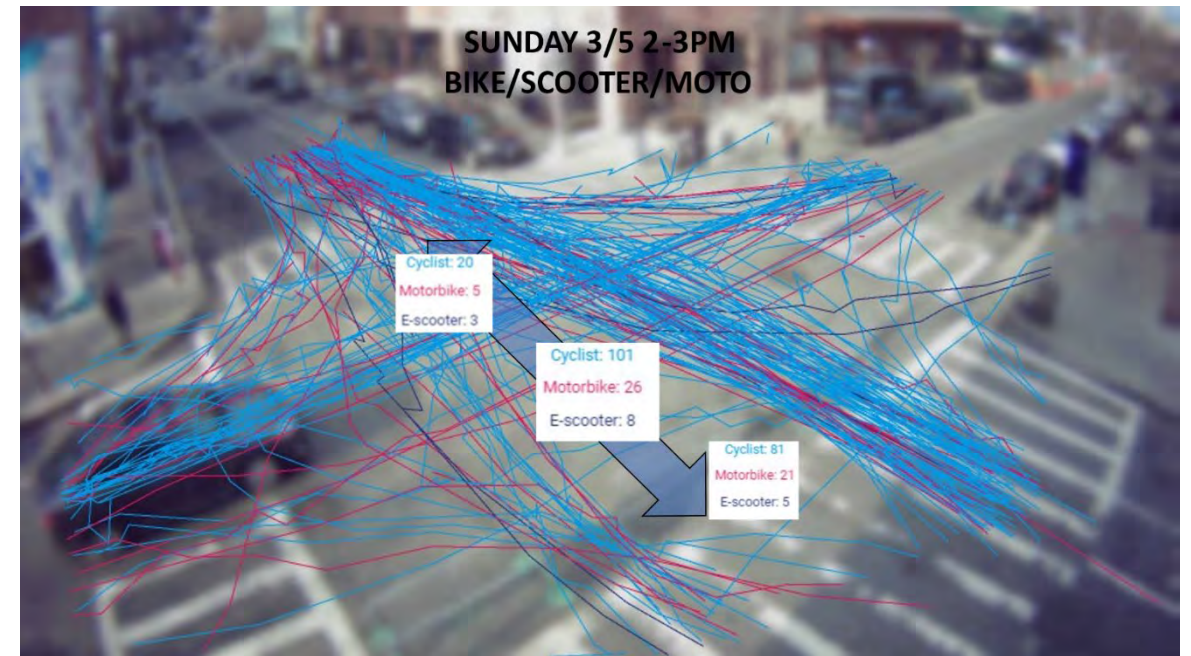 SUNDAY 3/5 2-3PM
BIKE/SCOOTER/MOTO
Cyclist: 20
Motorbike: 5
E-scooter: 3
Cyclist: 101
Motorbike: 26
E-scooter: 8
Cyclist: 81
Motorbike: 21
E-scooter: 5